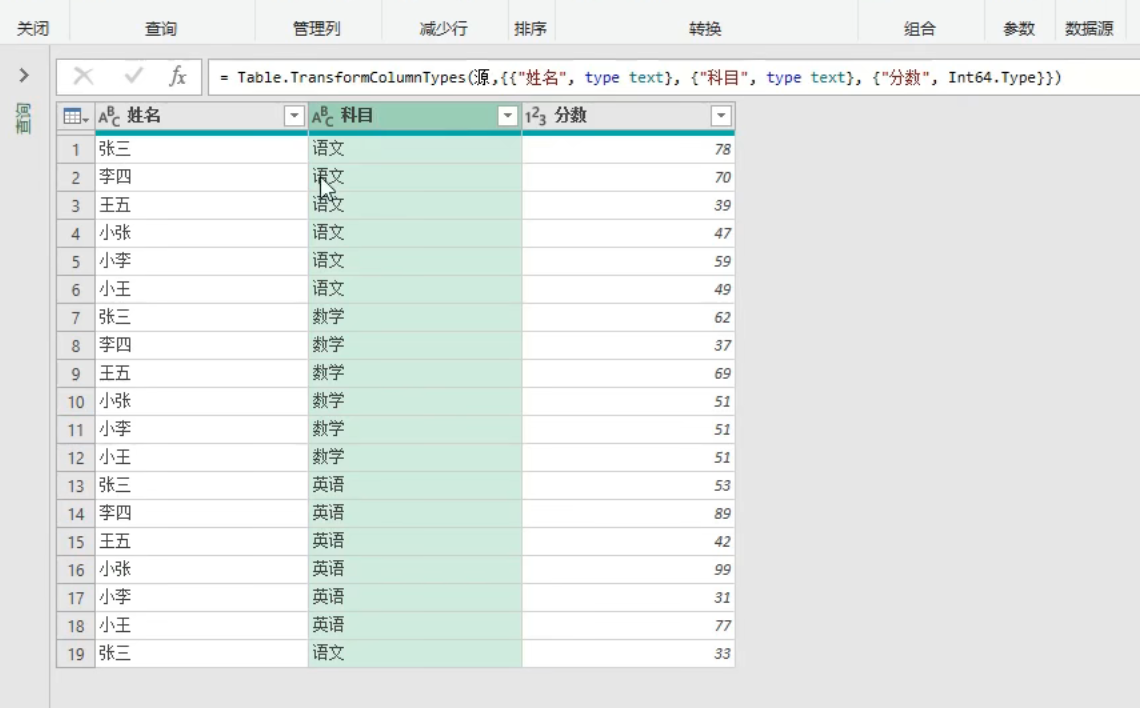 关闭 查询 管理列 减少行 排序 转换 组合 参数 数据源
fx = Table.TransformColumnTypes(源,{{"姓名", type text}, {"科目", type text}, {"分数", Int64.Type}})
查询
ABC 姓名 ABC 科目 123 分数
1 张三 语文 78
2 李四 语文 70
3 王五 语文 39
4 小张 语文 47
5 小李 语文 59
6 小王 语文 49
7 张三 数学 62
8 李四 数学 37
9 王五 数学 69
10 小张 数学 51
11 小李 数学 51
12 小王 数学 51
13 张三 英语 53
14 李四 英语 89
15 王五 英语 42
16 小张 英语 99
17 小李 英语 31
18 小王 英语 77
19 张三 语文 33